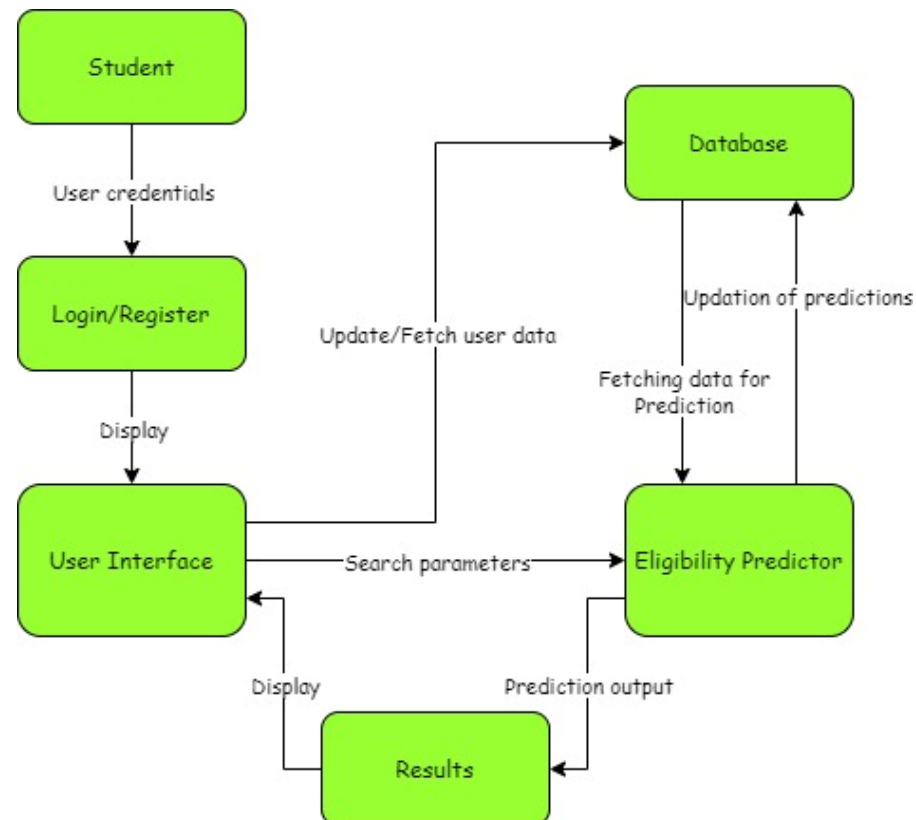 Student
Database
User credentials
Login/Register
Updation of predictions
Update/Fetch user data
Fetching data for
Prediction
Display
User Interface
Search parameters
Eligibility Predictor
Display
Prediction output
Results